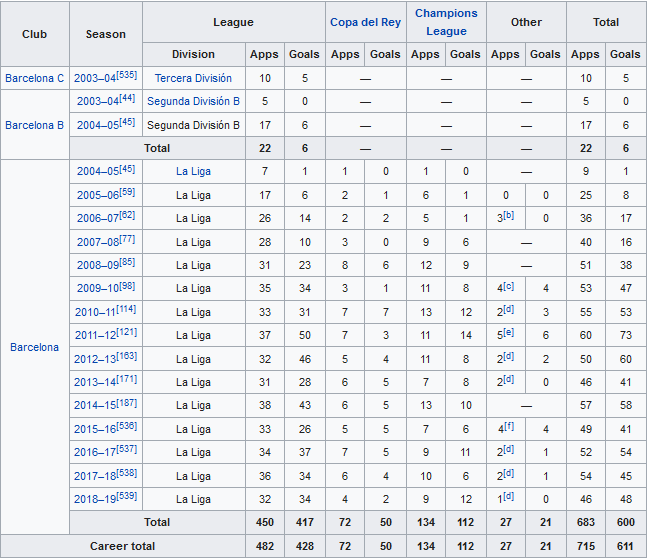 Club Season League Copa del Rey Champions League Other Total
Division Apps Goals Apps Goals Apps Goals Apps Goals Apps Goals
Barcelona C 2003–04[535] Tercera División 10 5 — — — 10 5
Barcelona B 2003–04[44] Segunda División B 5 0 — — — 5 0
2004–05[45] Segunda División B 17 6 — — — 17 6
Total 22 6 — — — 22 6
Barcelona 2004–05[45] La Liga 7 1 1 0 1 0 — 9 1
2005–06[59] La Liga 17 6 2 1 6 1 0 0 25 8
2006–07[62] La Liga 26 14 2 2 5 1 3[b] 0 36 17
2007–08[77] La Liga 28 10 3 0 9 6 — 40 16
2008–09[85] La Liga 31 23 8 6 12 9 — 51 38
2009–10[98] La Liga 35 34 3 1 11 8 4[c] 4 53 47
2010–11[114] La Liga 33 31 7 7 13 12 2[d] 3 55 53
2011–12[121] La Liga 37 50 7 3 11 14 5[e] 6 60 73
2012–13[163] La Liga 32 46 5 4 11 8 2[d] 2 50 60
2013–14[171] La Liga 31 28 6 5 7 8 2[d] 0 46 41
2014–15[187] La Liga 38 43 6 5 13 10 — 57 58
2015–16[536] La Liga 33 26 5 5 7 6 4[f] 4 49 41
2016–17[537] La Liga 34 37 7 5 9 11 2[d] 1 52 54
2017–18[538] La Liga 36 34 6 4 10 6 2[d] 1 54 45
2018–19[539] La Liga 32 34 4 2 9 12 1[d] 0 46 48
Total 450 417 72 50 134 112 27 21 683 600
Career total 482 428 72 50 134 112 27 21 715 611